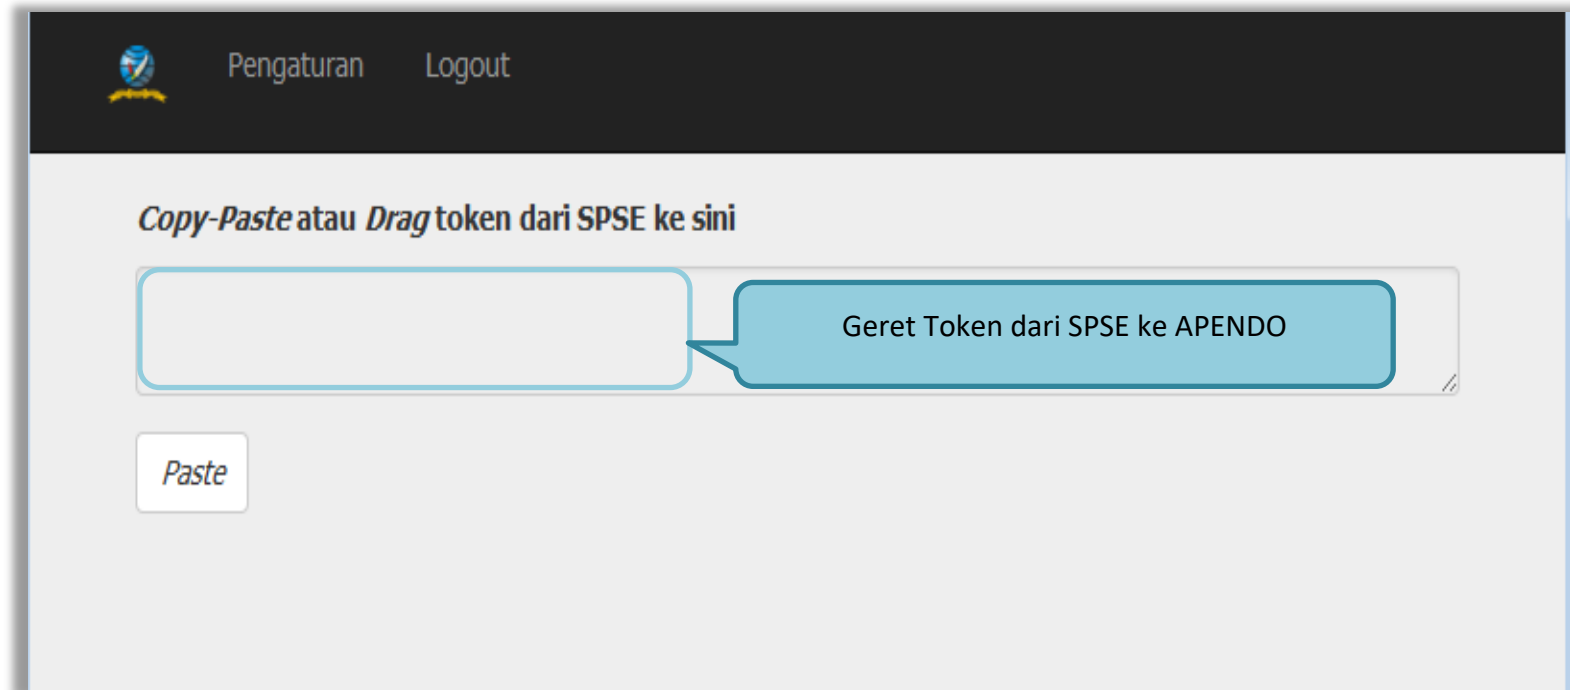 Pengaturan Logout
Copy-Paste atau Drag token dari SPSE ke sini
Geret Token dari SPSE ke APENDO
Paste